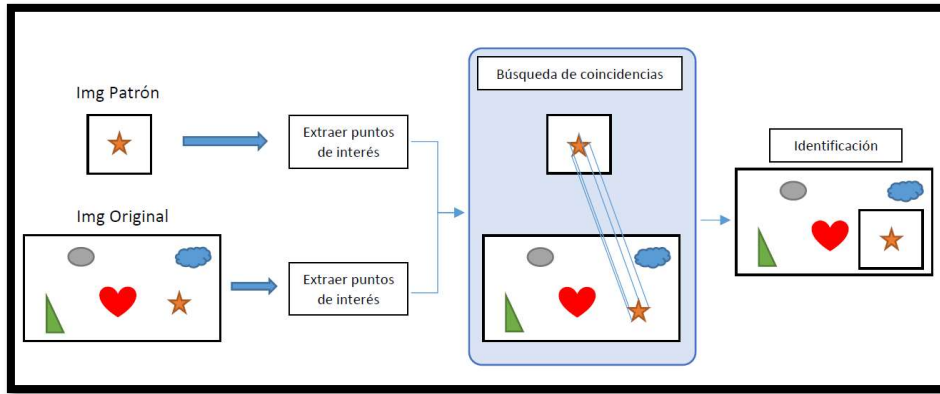 Img Patrón
Extraer puntos
de interés
Img Original
Extraer puntos
de interés
Búsqueda de coincidencias
Identificación